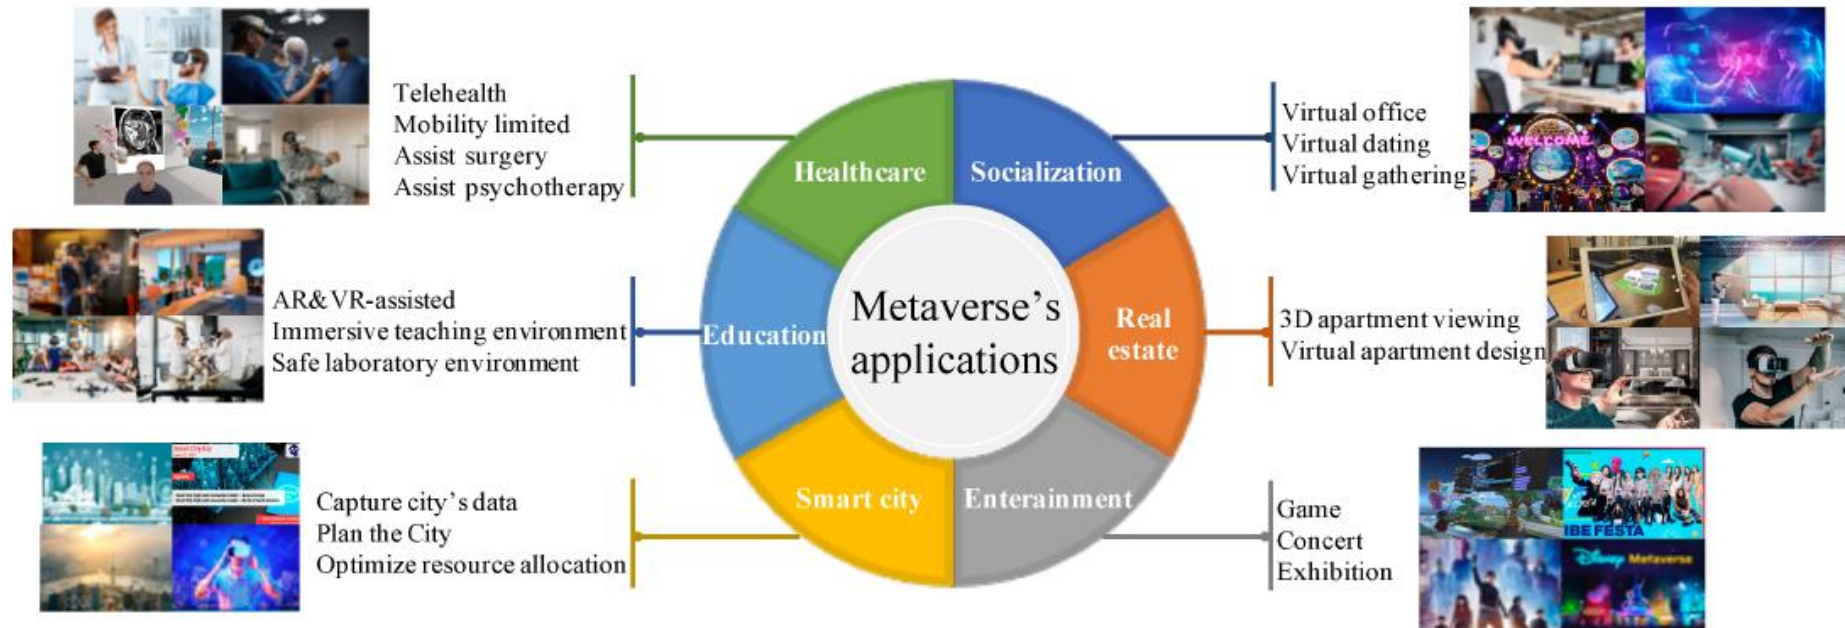 Telehealth
Mobility limited
Assist surgery
Assist psychotherapy
Healthcare
Socialization
Virtual office
Virtual dating
Virtual gathering
WELCOME
AR&VR-assisted
Immersive teaching environment
Safe laboratory environment
Education
Metaverse's
applications
Real
estate
3D apartment viewing
Virtual apartment design
Capture city's data
Plan the City
Optimize resource allocation
Smart city
Enterainment
Game
Concert
Exhibition
IBE FESTA
Disney Metaverse